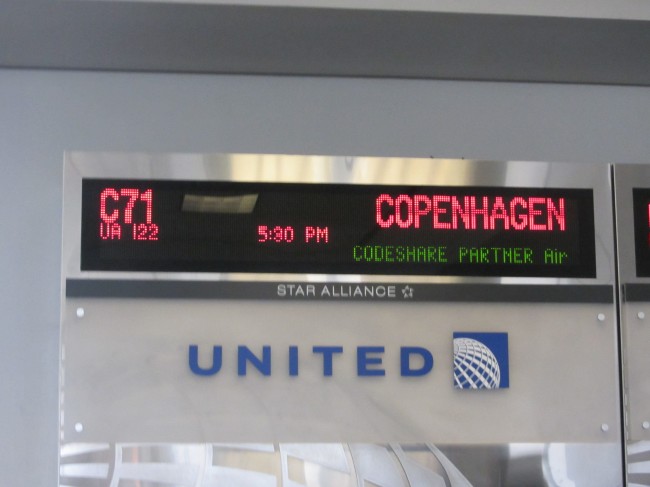 C71
COPENHAGEN
UA 122
5:30 PM
CODESHARE PARTNER Air
STAR ALLIANCE
UNITED